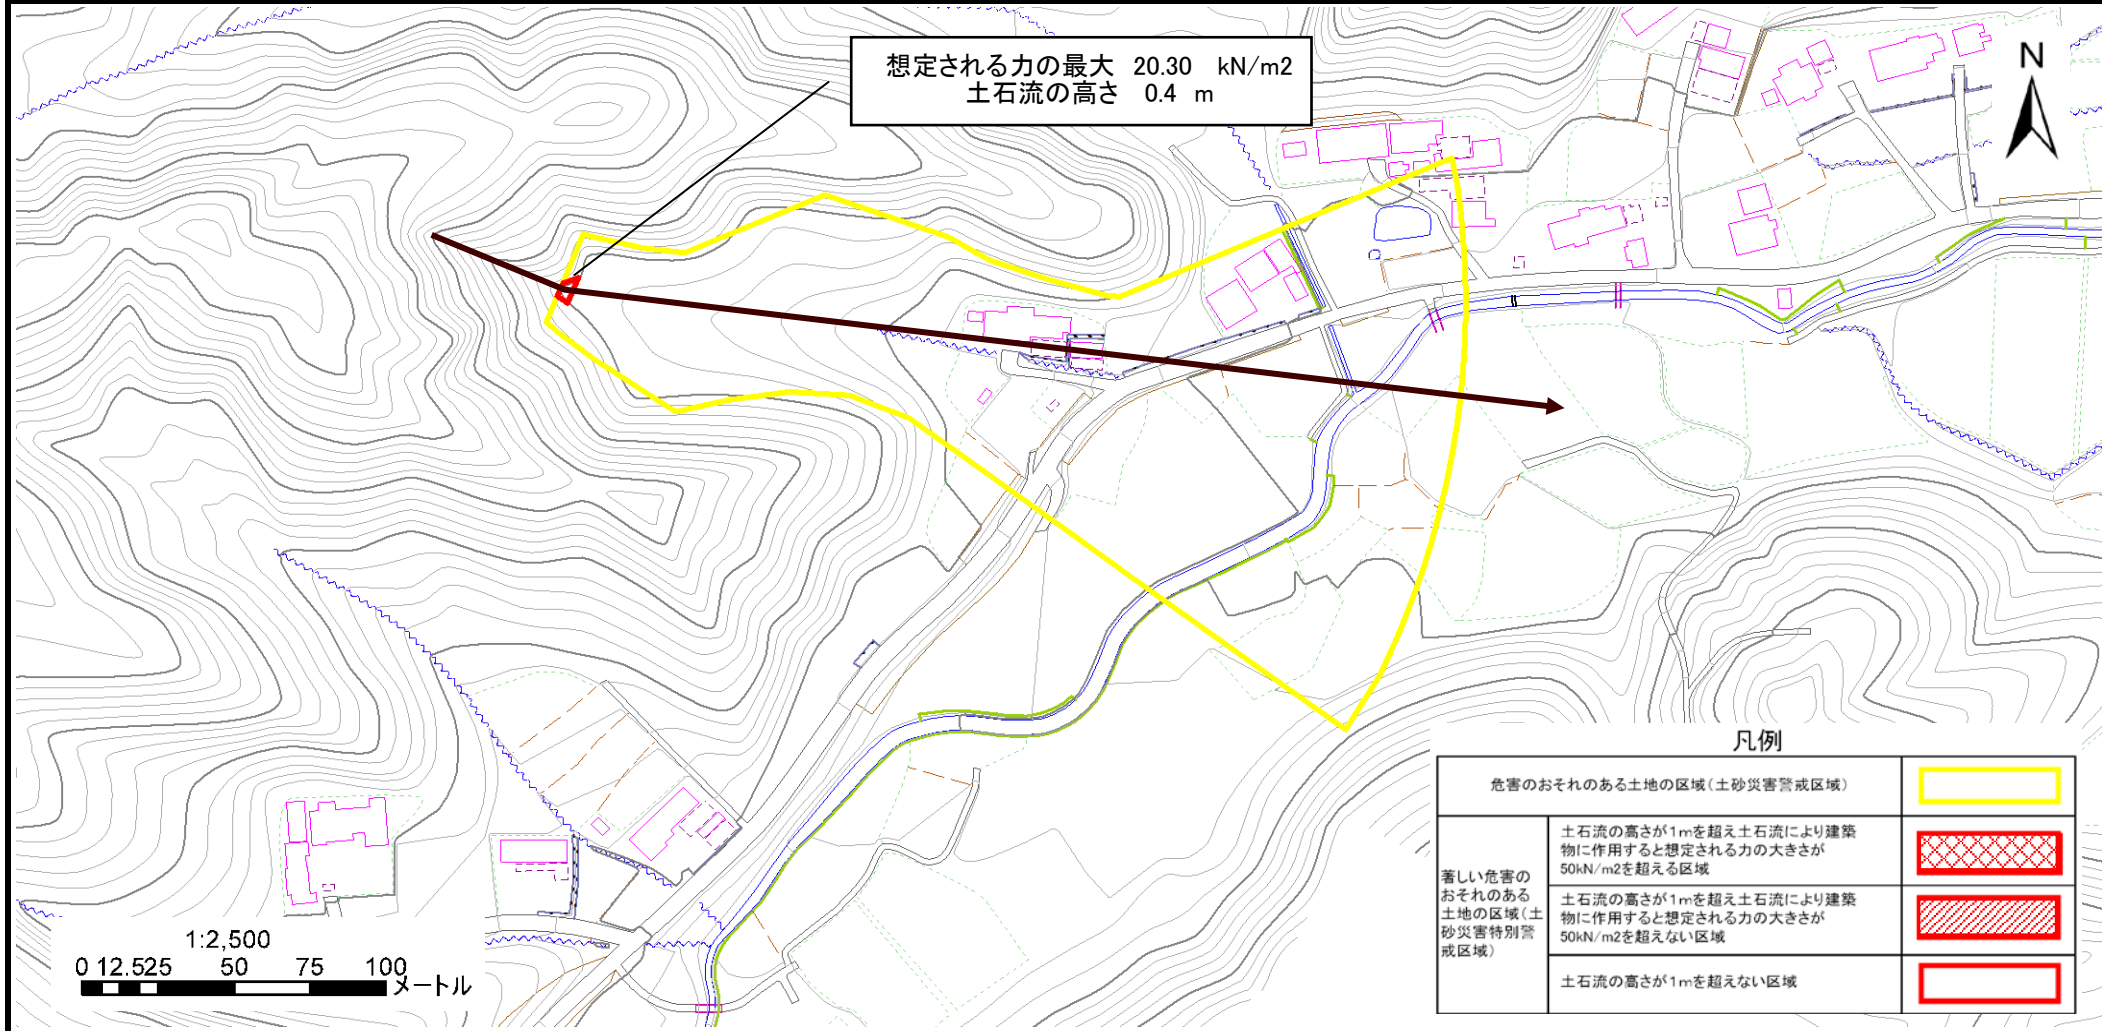 想定される力の最大 20.30 kN/m2
土石流の高さ 0.4 m
N
凡例
危害のおそれのある土地の区域(土砂災害警戒区域)
著しい危害の
おそれのある
土地の区域(土
砂災害特別警
戒区域)
土石流の高さが1mを超え土石流により建築
物に作用すると想定される力の大きさが
50kN/m2を超える区域
土石流の高さが1mを超え土石流により建築
物に作用すると想定される力の大きさが
50kN/m2を超えない区域
土石流の高さが1mを超えない区域
1:2,500
0 12.525 50 75 100
メートル